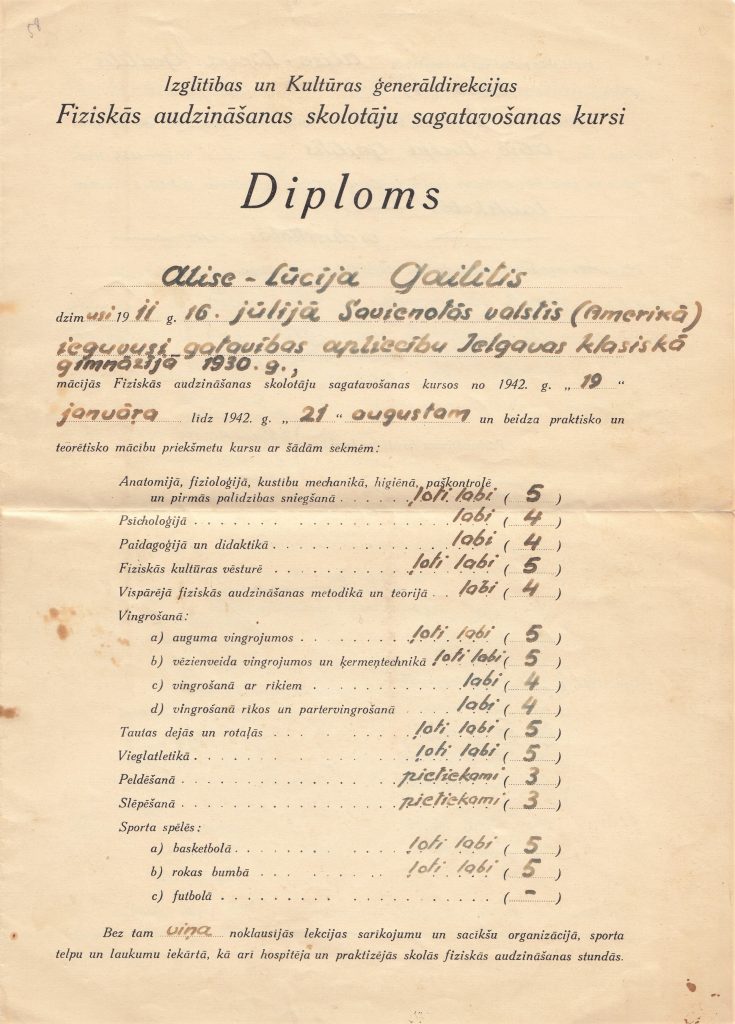 Izglītības un Kultūras ģenerāldirekcijas
Fiziskās audzināšanas skolotāju sagatavošanas kursi
Diploms
Alise - Lūcija Gailitis
dzimusi 1911 g. 16. jūlijā Savienotās valstis (Amerikā)
ieguvusi gatavības apliecību Jelgavas klasiskā
ģimnāzijā 1930. g.,
mācījās Fiziskās audzināšanas skolotāju sagatavošanas kursos no 1942. g. „ 19 “
janvāra līdz 1942. g. „ 21 “ augustam un beidza praktisko un
teorētisko mācību priekšmetu kursu ar šādām sekmēm:
Anatomijā, fizioloģijā, kustību mechanikā, higiēnā, paškontrolē
un pirmās palīdzības sniegšanā ļoti labi ( 5 )
Psicholoģijā labi ( 4 )
Paidagoģijā un didaktikā labi ( 4 )
Fiziskās kultūras vēsturē ļoti labi ( 5 )
Vispārējā fiziskās audzināšanas metodikā un teorijā labi ( 4 )
Vingrošanā:
a) auguma vingrojumos ļoti labi ( 5 )
b) vēzienveida vingrojumos un ķermeņtechnikā ļoti labi ( 5 )
c) vingrošanā ar rīkiem labi ( 4 )
d) vingrošanā rīkos un partervingrošanā labi ( 4 )
Tautas dejās un rotaļās ļoti labi ( 5 )
Vieglatletikā ļoti labi ( 5 )
Peldēšanā pietiekami ( 3 )
Slēpēšanā pietiekami ( 3 )
Sporta spēlēs:
a) basketbolā ļoti labi ( 5 )
b) rokas bumbā ļoti labi ( 5 )
c) futbolā ( - )
Bez tam viņa noklausījās lekcijas sarīkojumu un sacīkšu organizācijā, sporta
telpu un laukumu iekārtā, kā arī hospitēja un praktizējās skolās fiziskās audzināšanas stundās.